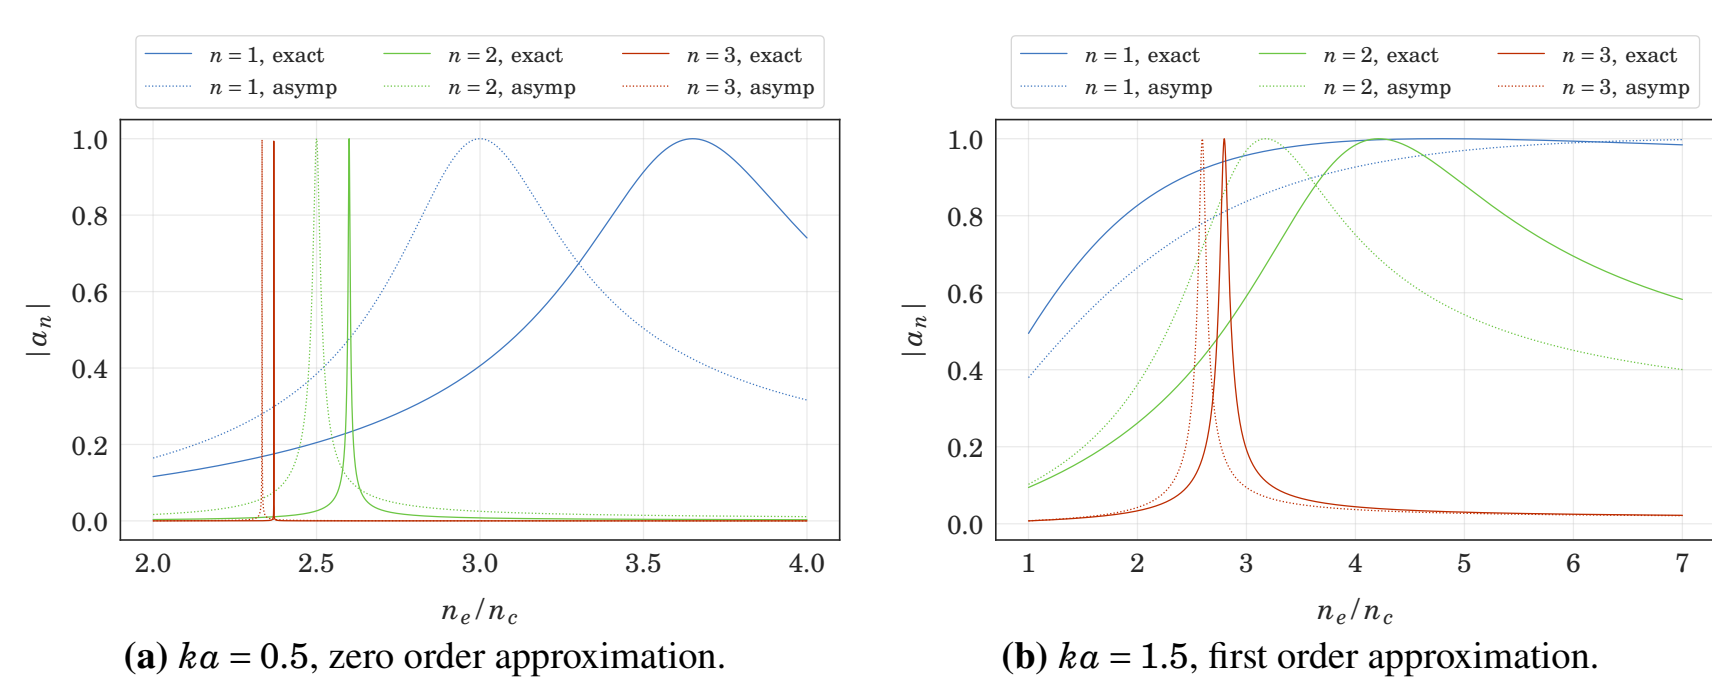 n = 1, exact n = 2, exact n = 3, exact
n = 1, asymp n = 2, asymp n = 3, asymp
1.0
0.8
0.6
0.4
0.2
0.0
|a_n|
2.0 2.5 3.0 3.5 4.0
n_e/n_c
(a) ka = 0.5, zero order approximation.
n = 1, exact n = 2, exact n = 3, exact
n = 1, asymp n = 2, asymp n = 3, asymp
1.0
0.8
0.6
0.4
0.2
0.0
|a_n|
1 2 3 4 5 6 7
n_e/n_c
(b) ka = 1.5, first order approximation.